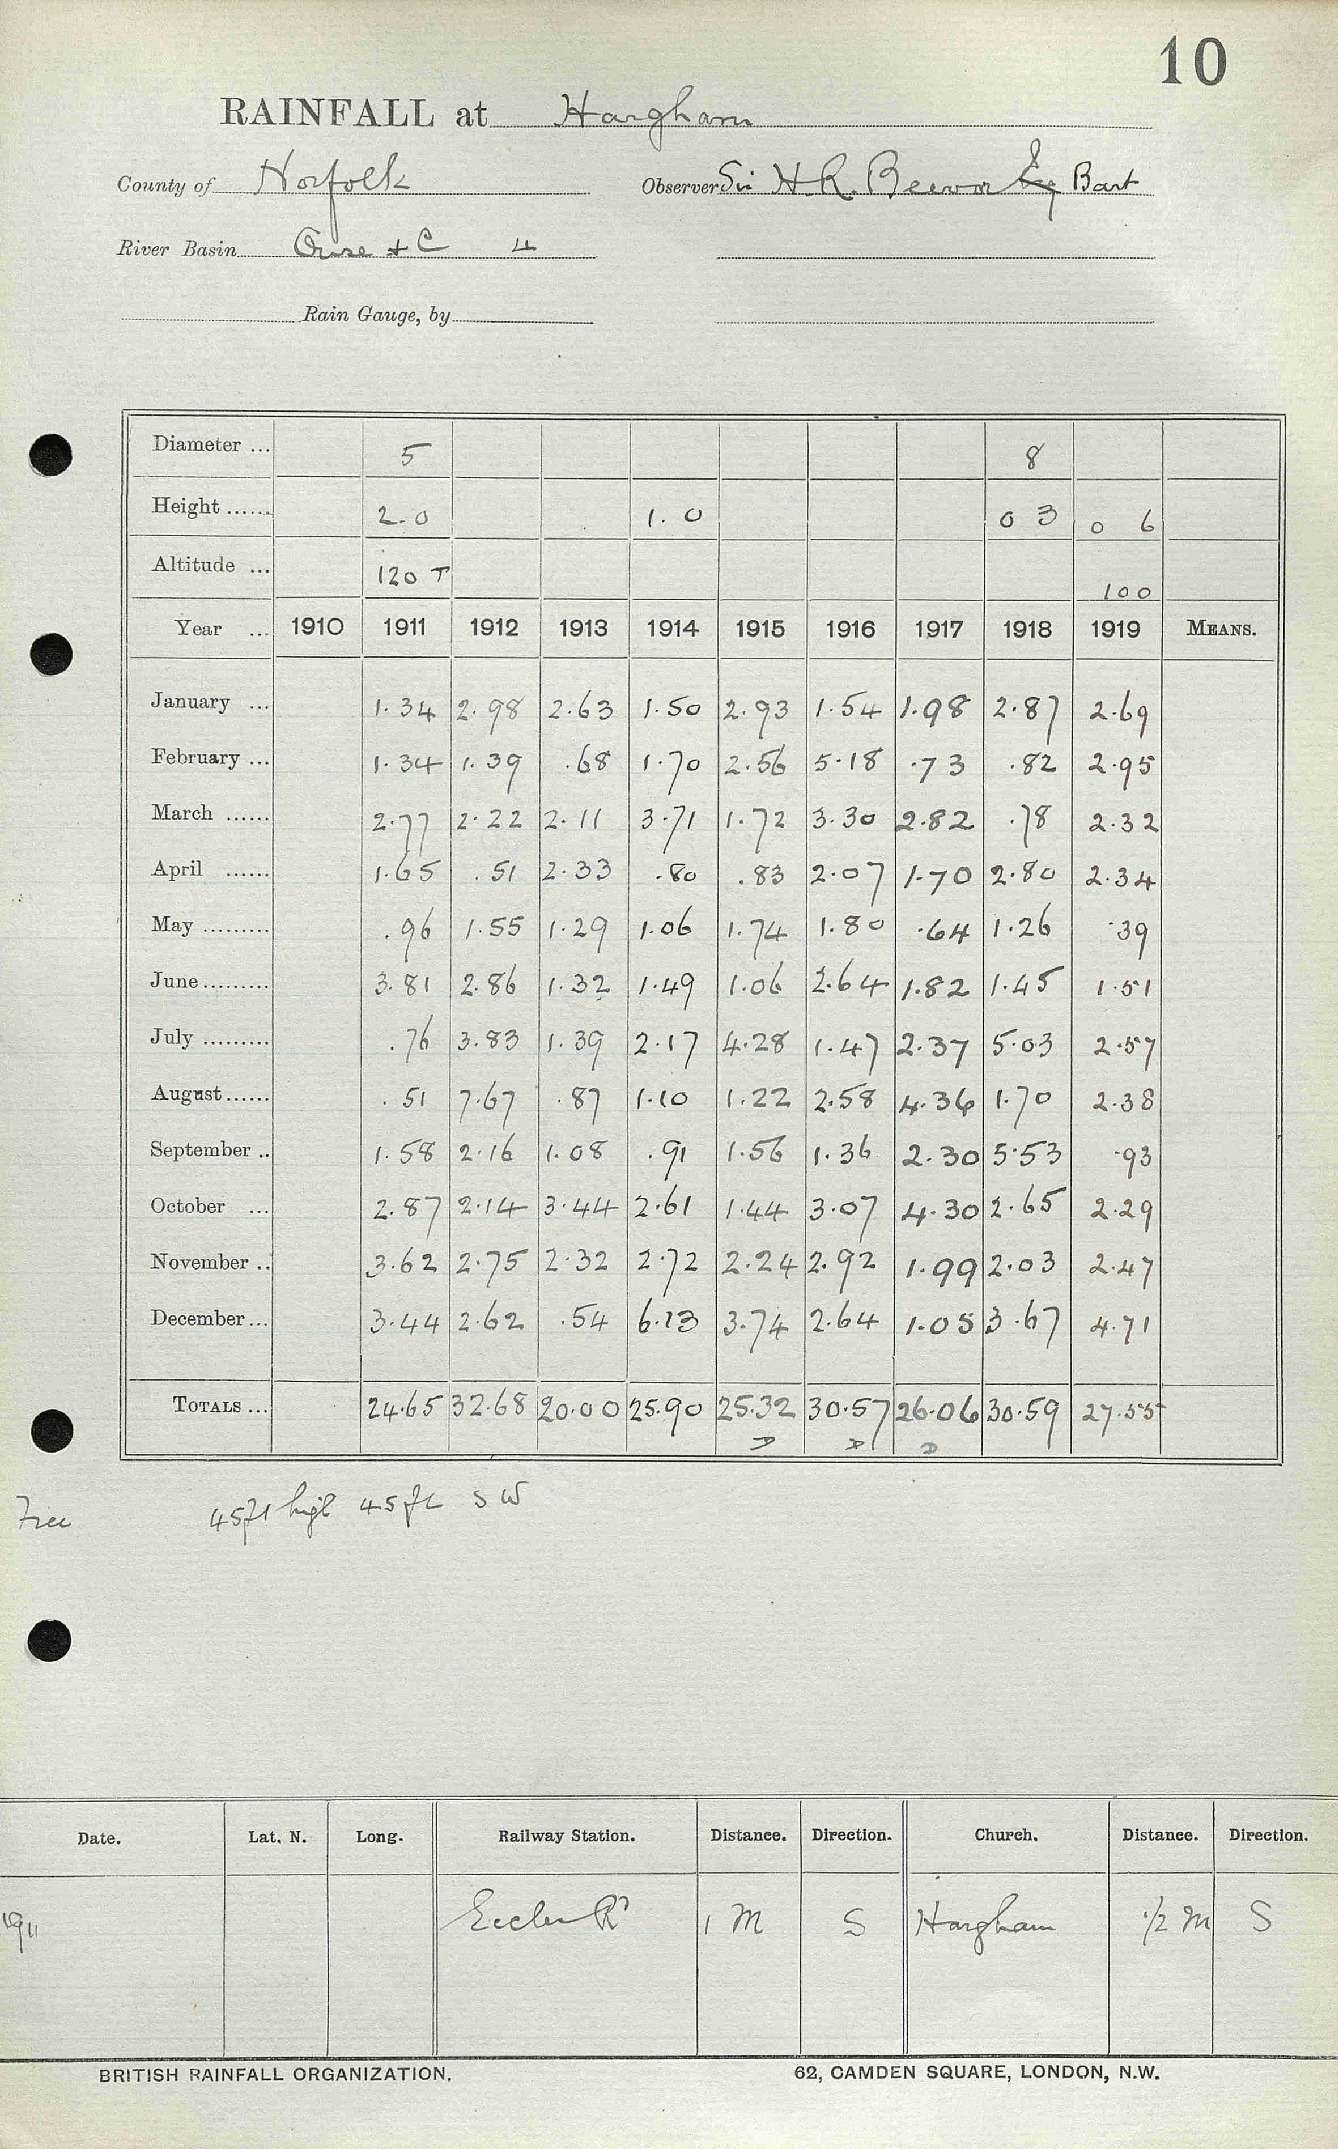 10
RAINFALL at Hargham
County of Norfolk Observer Sir H. R. Beevor Esq Bart
River Basin Ouse + C 4
Rain Gauge, by
Diameter ... 5 8
Height ...... 2.0 1.0 0 3 0 6
Altitude ... 120 T 100
Year ... 1910 1911 1912 1913 1914 1915 1916 1917 1918 1919 MEANS.
January ... 1.34 2.98 2.63 1.50 2.93 1.54 1.98 2.87 2.69
February ... 1.34 1.39 .68 1.70 2.56 5.18 .73 .82 2.95
March ...... 2.77 2.22 2.11 3.71 1.72 3.30 2.82 .78 2.32
April ...... 1.65 .51 2.33 .80 .83 2.07 1.70 2.80 2.34
May ......... .96 1.55 1.29 1.06 1.74 1.80 .64 1.26 .39
June ......... 3.81 2.86 1.32 1.49 1.06 2.64 1.82 1.45 1.51
July ......... .76 3.83 1.39 2.17 4.28 1.47 2.37 5.03 2.57
August ...... .51 7.67 .87 1.10 1.22 2.58 4.36 1.70 2.38
September .. 1.58 2.16 1.08 .91 1.56 1.36 2.30 5.53 .93
October ... 2.87 2.14 3.44 2.61 1.44 3.07 4.30 2.65 2.29
November .. 3.62 2.75 2.32 2.72 2.24 2.92 1.99 2.03 2.47
December ... 3.44 2.62 .54 6.13 3.74 2.64 1.05 3.67 4.71
TOTALS ... 24.65 32.68 20.00 25.90 25.32 30.57 26.06 30.59 27.55
D D D
Tree 45ft high 45ft SW
Date. Lat. N. Long. Railway Station. Distance. Direction. Church. Distance. Direction.
1911 Eccles Rd 1 M S Hargham 1/2 M S
BRITISH RAINFALL ORGANIZATION. 62, CAMDEN SQUARE, LONDON, N.W.